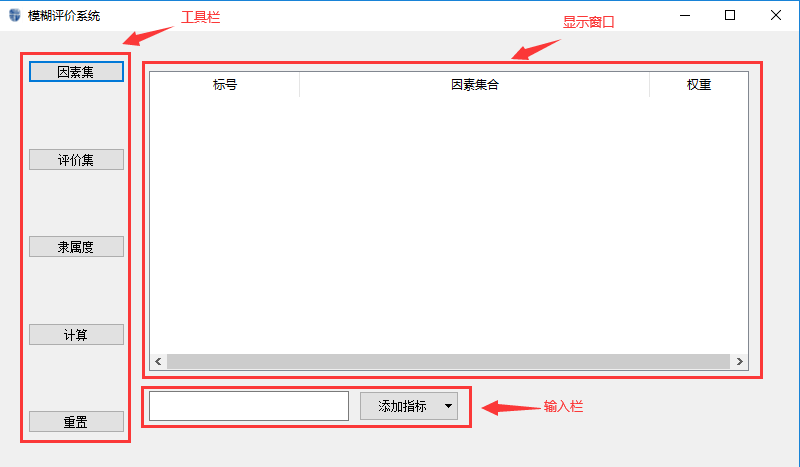 模糊评价系统
工具栏
显示窗口
因素集
标号 因素集合 权重
评价集
隶属度
计算
重置
添加指标
输入栏